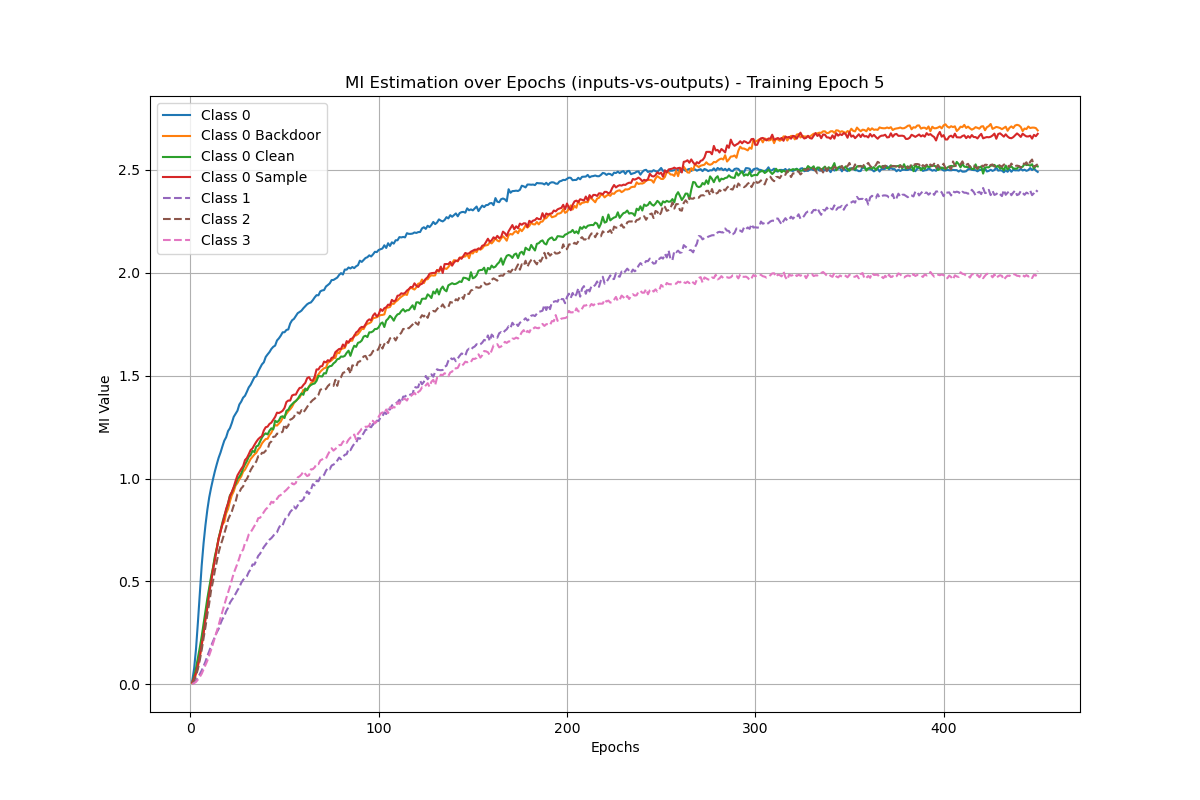 MI Estimation over Epochs (inputs-vs-outputs) - Training Epoch 5
Class 0
Class 0 Backdoor
Class 0 Clean
Class 0 Sample
Class 1
Class 2
Class 3
MI Value
2.5
2.0
1.5
1.0
0.5
0.0
0 100 200 300 400
Epochs